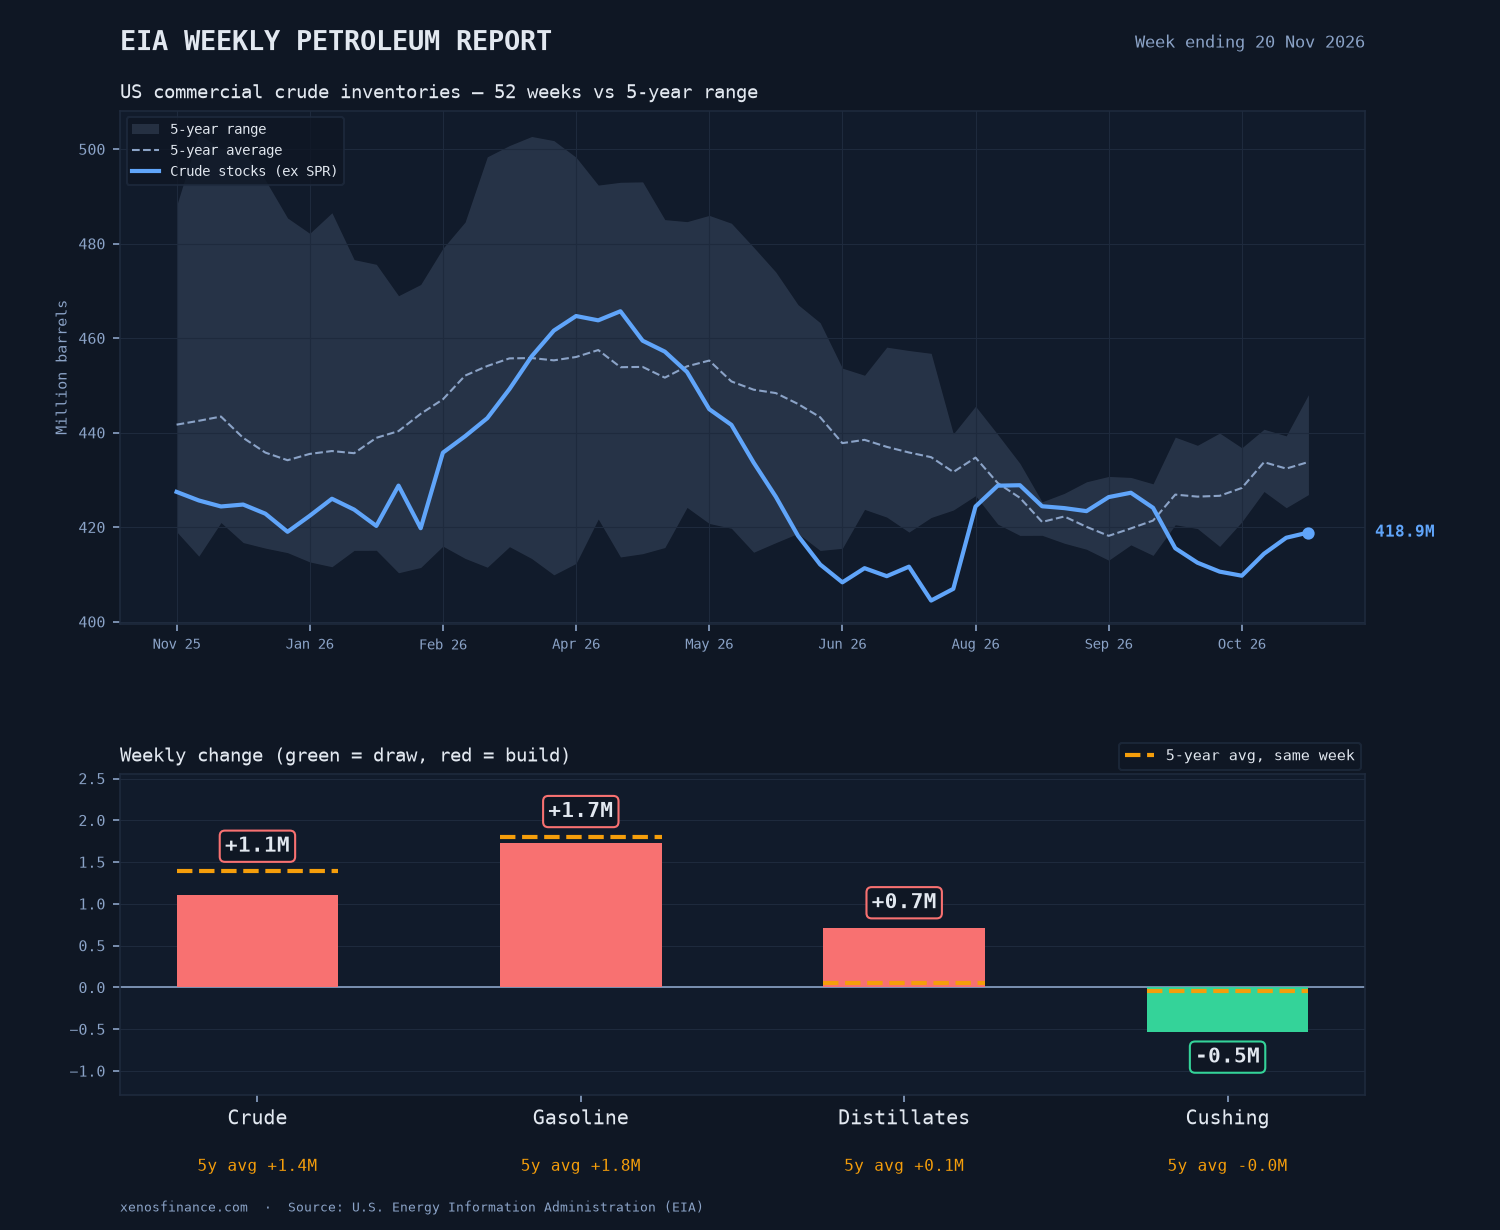 EIA WEEKLY PETROLEUM REPORT
Week ending 20 Nov 2026
US commercial crude inventories — 52 weeks vs 5-year range
5-year range
5-year average
Crude stocks (ex SPR)
Million barrels
500
480
460
440
420
400
418.9M
Nov 25 Jan 26 Feb 26 Apr 26 May 26 Jun 26 Aug 26 Sep 26 Oct 26
Weekly change (green = draw, red = build)
5-year avg, same week
2.5
2.0
1.5
1.0
0.5
0.0
−0.5
−1.0
+1.1M
+1.7M
+0.7M
-0.5M
Crude Gasoline Distillates Cushing
5y avg +1.4M 5y avg +1.8M 5y avg +0.1M 5y avg -0.0M
xenosfinance.com · Source: U.S. Energy Information Administration (EIA)